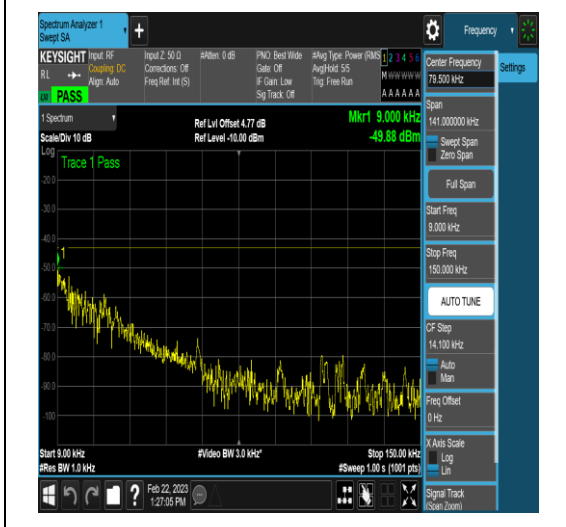 Spectrum Analyzer 1
Swept SA
+
Frequency
KEYSIGHT
RL
PASS
Input: RF
Coupling: DC
Align: Auto
Input Z: 50 Ω
Corrections: Off
Freq Ref: Int (S)
#Atten: 0 dB
PNO: Best Wide
Gate: Off
IF Gain: Low
Sig Track: Off
#Avg Type: Power (RMS
Avg|Hold: 5/5
Trig: Free Run
1 2 3 4 5 6
M W W W W W
A A A A A A
1 Spectrum
Scale/Div 10 dB
Ref Lvl Offset 4.77 dB
Ref Level -10.00 dBm
Mkr1 9.000 kHz
-49.88 dBm
Log
Trace 1 Pass
1
-20.0
-30.0
-40.0
-50.0
-60.0
-70.0
-80.0
-90.0
-100
Start 9.00 kHz
#Res BW 1.0 kHz
#Video BW 3.0 kHz*
Stop 150.00 kHz
#Sweep 1.00 s (1001 pts)
Feb 22, 2023
1:27:05 PM
Center Frequency
79.500 kHz
Span
141.000000 kHz
Swept Span
Zero Span
Full Span
Start Freq
9.000 kHz
Stop Freq
150.000 kHz
AUTO TUNE
CF Step
14.100 kHz
Auto
Man
Freq Offset
0 Hz
X Axis Scale
Log
Lin
Signal Track
(Span Zoom)
Settings